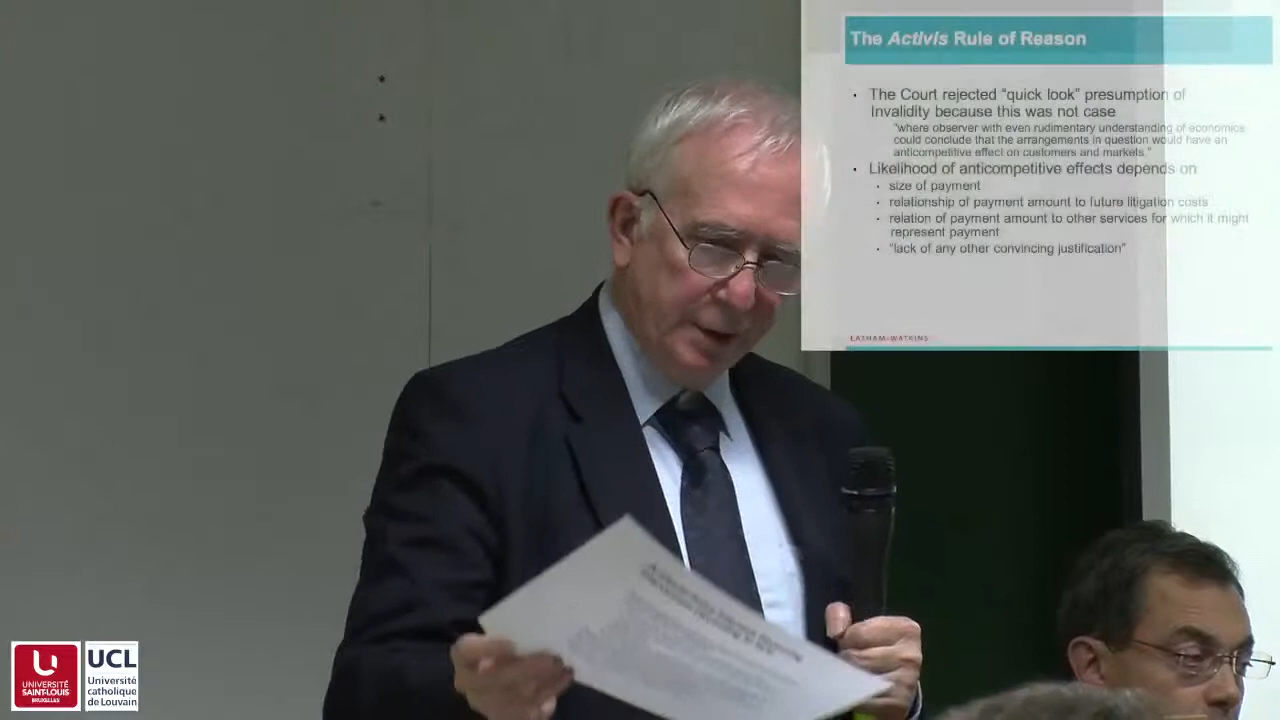 The Activis Rule of Reason
· The Court rejected “quick look” presumption of
Invalidity because this was not case
“where observer with even rudimentary understanding of economics
could conclude that the arrangements in question would have an
anticompetitive effect on customers and markets.”
· Likelihood of anticompetitive effects depends on
· size of payment
· relationship of payment amount to future litigation costs
· relation of payment amount to other services for which it might
represent payment
· “lack of any other convincing justification”
LATHAM&WATKINS
UNIVERSITÉ
SAINT-LOUIS
BRUXELLES
UCL
Université
catholique
de Louvain